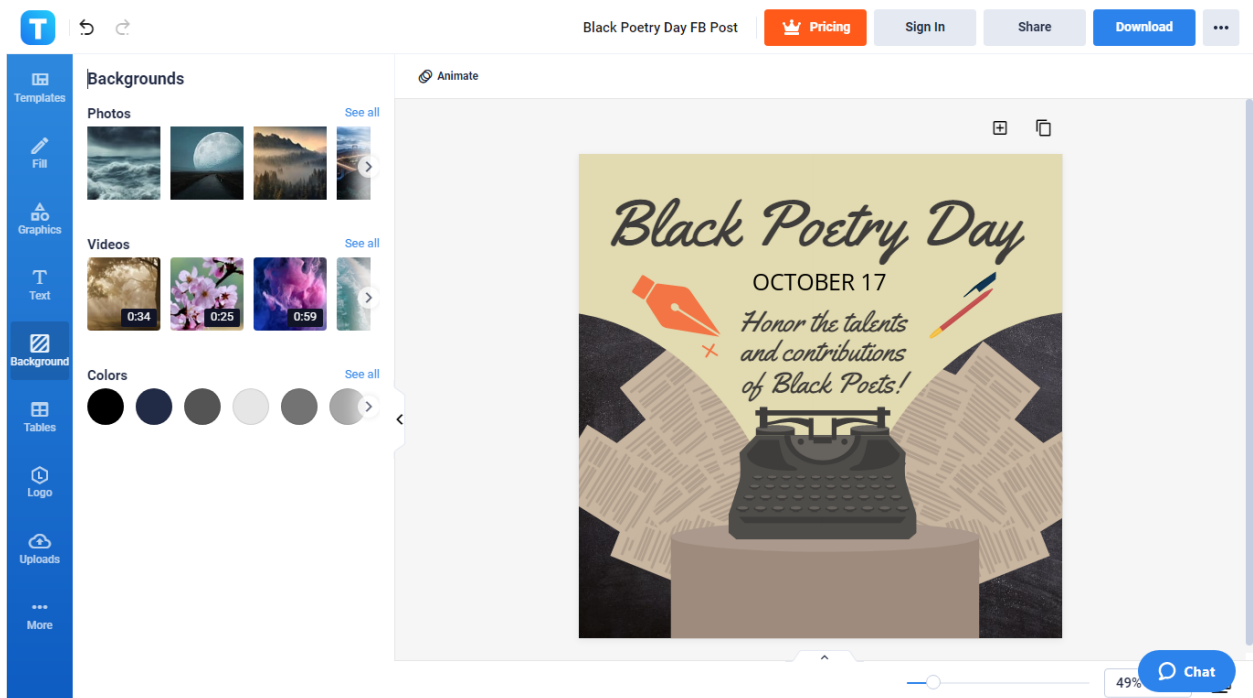 T
Black Poetry Day FB Post
Pricing
Sign In
Share
Download
Templates
Fill
Graphics
Text
Background
Tables
Logo
Uploads
More
Backgrounds
Photos
See all
Videos
See all
0:34
0:25
0:59
Colors
See all
Animate
Black Poetry Day
OCTOBER 17
Honor the talents
and contributions
of Black Poets!
49%
Chat